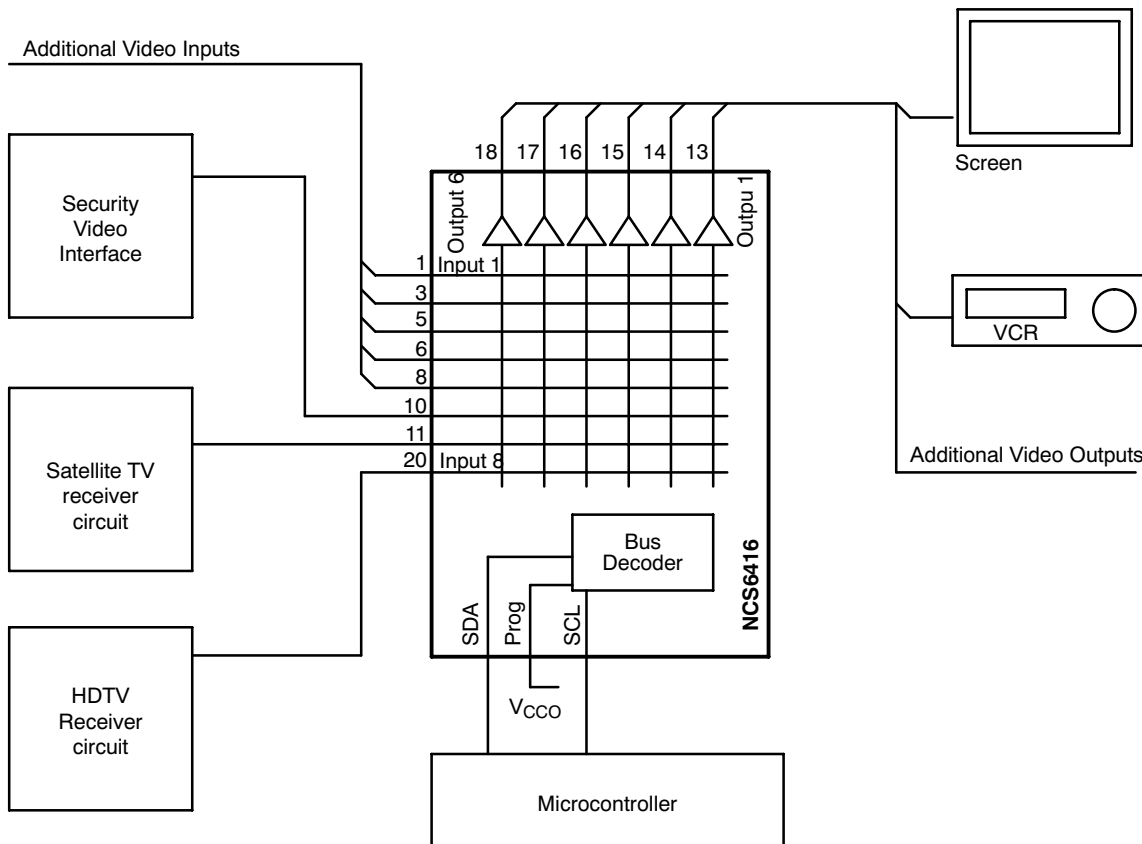 Additional Video Inputs
Security
Video
Interface
Satellite TV
receiver
circuit
HDTV
Receiver
circuit
18 17 16 15 14 13
Output 6
Outpu 1
1 Input 1
3
5
6
8
10
11
20 Input 8
Bus
Decoder
SDA
Prog
SCL
NCS6416
VCCO
Microcontroller
Screen
VCR
Additional Video Outputs